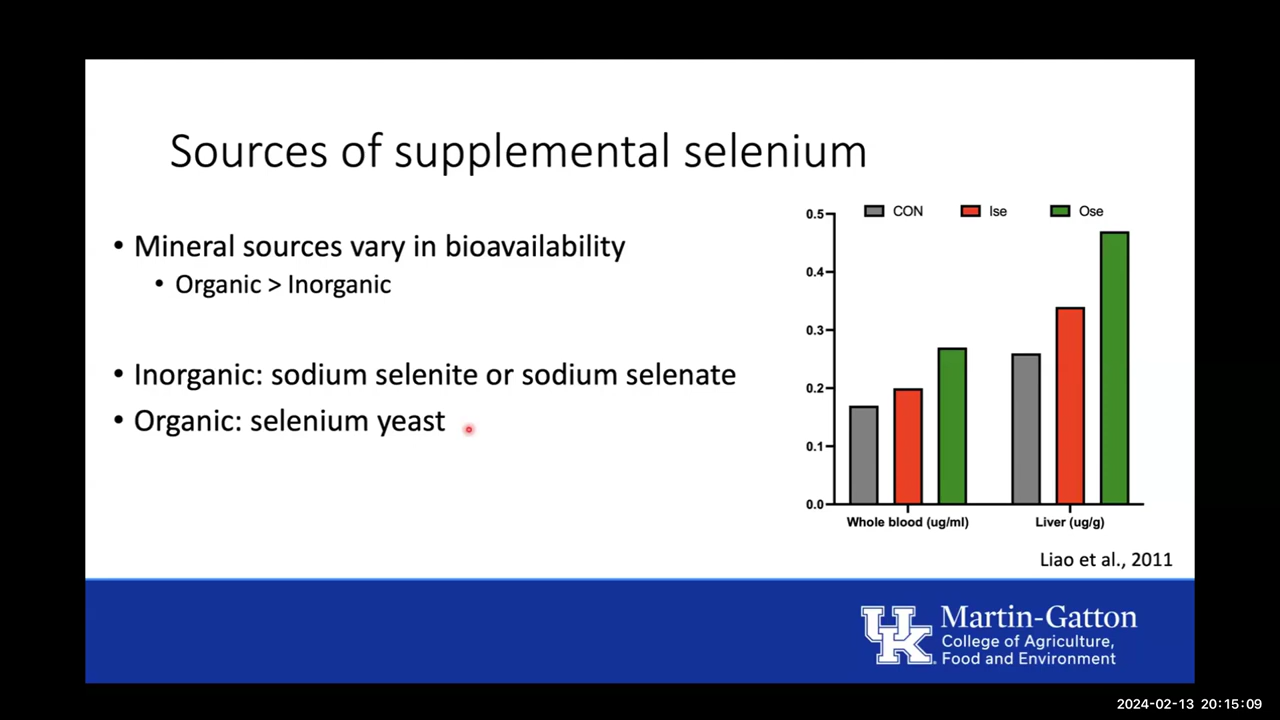 Sources of supplemental selenium
• Mineral sources vary in bioavailability
• Organic > Inorganic
• Inorganic: sodium selenite or sodium selenate
• Organic: selenium yeast
CON Ise Ose
0.5
0.4
0.3
0.2
0.1
0.0
Whole blood (ug/ml) Liver (ug/g)
Liao et al., 2011
UK
Martin-Gatton
College of Agriculture,
Food and Environment
2024-02-13 20:15:09